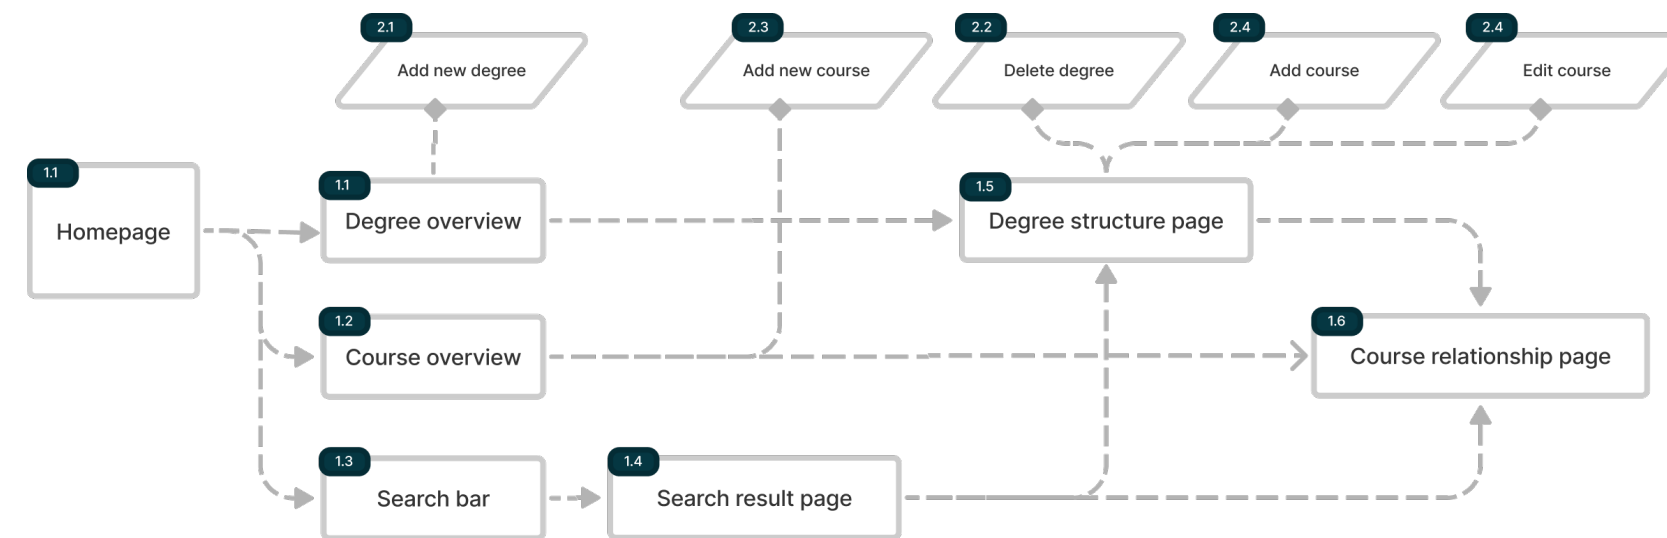 2.1
Add new degree
2.3
Add new course
2.2
Delete degree
2.4
Add course
2.4
Edit course
1.1
Homepage
1.1
Degree overview
1.5
Degree structure page
1.2
Course overview
1.6
Course relationship page
1.3
Search bar
1.4
Search result page